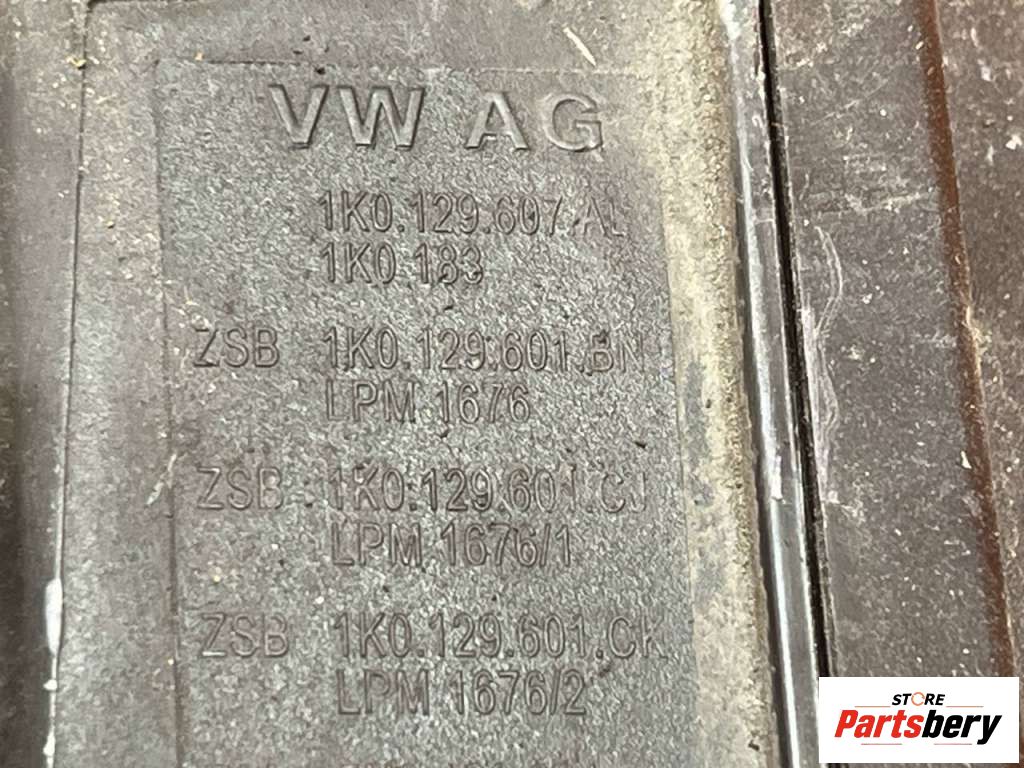 VW AG
1K0.129.607.AL
1K0.183
ZSB 1K0.129.601.BN
LPM 1676
ZSB 1K0.129.601.CJ
LPM 1676/1
ZSB 1K0.129.601.CK
LPM 1676/2
STORE
Partsbery